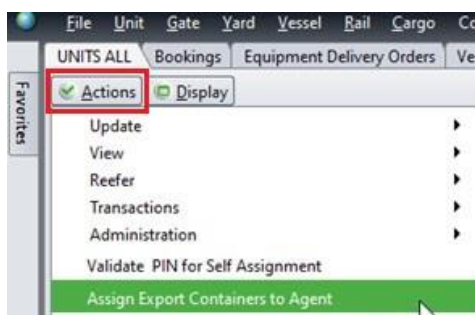 File Unit Gate Yard Vessel Rail Cargo
UNITS ALL Bookings Equipment Delivery Orders
Favorites
Actions Display
Update
View
Reefer
Transactions
Administration
Validate PIN for Self Assignment
Assign Export Containers to Agent